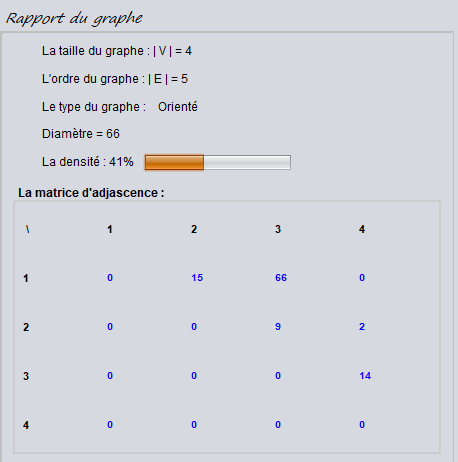 Rapport du graphe
La taille du graphe : | V | = 4
L'ordre du graphe : | E | = 5
Le type du graphe : Orienté
Diamètre = 66
La densité : 41%
La matrice d'adjascence :
\ 1 2 3 4
1 0 15 66 0
2 0 0 9 2
3 0 0 0 14
4 0 0 0 0